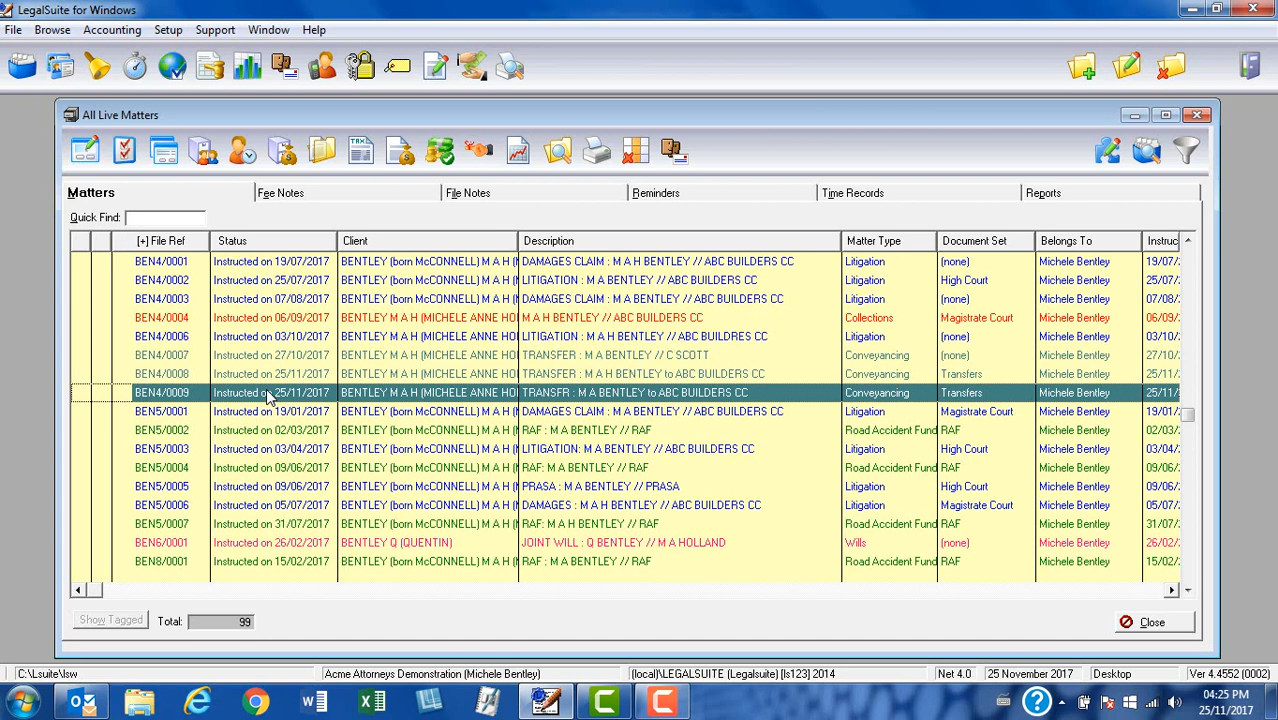 LegalSuite for Windows
File Browse Accounting Setup Support Window Help
All Live Matters
Matters Fee Notes File Notes Reminders Time Records Reports
Quick Find:
[+] File Ref Status Client Description Matter Type Document Set Belongs To Instruc
BEN4/0001 Instructed on 19/07/2017 BENTLEY (born McCONNELL) M A H ( DAMAGES CLAIM : M A H BENTLEY // ABC BUILDERS CC Litigation (none) Michele Bentley 19/07/
BEN4/0002 Instructed on 25/07/2017 BENTLEY (born McCONNELL) M A H ( LITIGATION : M A H BENTLEY // ABC BUILDERS CC Litigation High Court Michele Bentley 25/07/
BEN4/0003 Instructed on 07/08/2017 BENTLEY (born McCONNELL) M A H ( DAMAGES CLAIM : M A BENTLEY // ABC BUILDERS CC Litigation (none) Michele Bentley 07/08/
BEN4/0004 Instructed on 06/09/2017 BENTLEY M A H (MICHELE ANNE HO M A H BENTLEY // ABC BUILDERS CC Collections Magistrate Court Michele Bentley 06/09/
BEN4/0006 Instructed on 03/10/2017 BENTLEY M A H (MICHELE ANNE HO LITIGATION : M A BENTLEY // ABC BUILDERS CC Litigation (none) Michele Bentley 03/10/
BEN4/0007 Instructed on 27/10/2017 BENTLEY M A H (MICHELE ANNE HO TRANSFER : M A BENTLEY // C SCOTT Conveyancing (none) Michele Bentley 27/10/
BEN4/0008 Instructed on 25/11/2017 BENTLEY M A H (MICHELE ANNE HO TRANSFER : M A BENTLEY to ABC BUILDERS CC Conveyancing Transfers Michele Bentley 25/11/
BEN4/0009 Instructed on 25/11/2017 BENTLEY M A H (MICHELE ANNE HO TRANSFR : M A BENTLEY to ABC BUILDERS CC Conveyancing Transfers Michele Bentley 25/11/
BEN5/0001 Instructed on 19/01/2017 BENTLEY (born McCONNELL) M A H ( DAMAGES CLAIM : M A BENTLEY // ABC BUILDERS CC Litigation Magistrate Court Michele Bentley 19/01/
BEN5/0002 Instructed on 02/03/2017 BENTLEY (born McCONNELL) M A H ( RAF: M A BENTLEY // RAF Road Accident Fund RAF Michele Bentley 02/03/
BEN5/0003 Instructed on 03/04/2017 BENTLEY (born McCONNELL) M A H ( LITIGATION: M A BENTLEY // ABC BUILDERS CC Litigation High Court Michele Bentley 03/04/
BEN5/0004 Instructed on 09/06/2017 BENTLEY (born McCONNELL) M A H ( RAF: M A BENTLEY // RAF Road Accident Fund RAF Michele Bentley 09/06/
BEN5/0005 Instructed on 09/06/2017 BENTLEY (born McCONNELL) M A H ( PRASA : M A BENTLEY // PRASA Litigation High Court Michele Bentley 09/06/
BEN5/0006 Instructed on 05/07/2017 BENTLEY (born McCONNELL) M A H ( DAMAGES : M A BENTLEY // ABC BUILDERS CC Litigation Magistrate Court Michele Bentley 05/07/
BEN5/0007 Instructed on 31/07/2017 BENTLEY (born McCONNELL) M A H ( RAF: M A H BENTLEY // RAF Road Accident Fund RAF Michele Bentley 31/07/
BEN6/0001 Instructed on 26/02/2017 BENTLEY Q (QUENTIN) JOINT WILL : Q BENTLEY // M A HOLLAND Wills (none) Michele Bentley 26/02/
BEN8/0001 Instructed on 15/02/2017 BENTLEY (born McCONNELL) M A H ( RAF : M A BENTLEY // RAF Road Accident Fund RAF Michele Bentley 15/02/
Show Tagged Total: 99 Close
C:\Lsuite\lsw Acme Attorneys Demonstration (Michele Bentley) (local)\LEGALSUITE (Legalsuite) [ls123] 2014 Net 4.0 25 November 2017 Desktop Ver 4.4552 (0002)
04:25 PM
25/11/2017